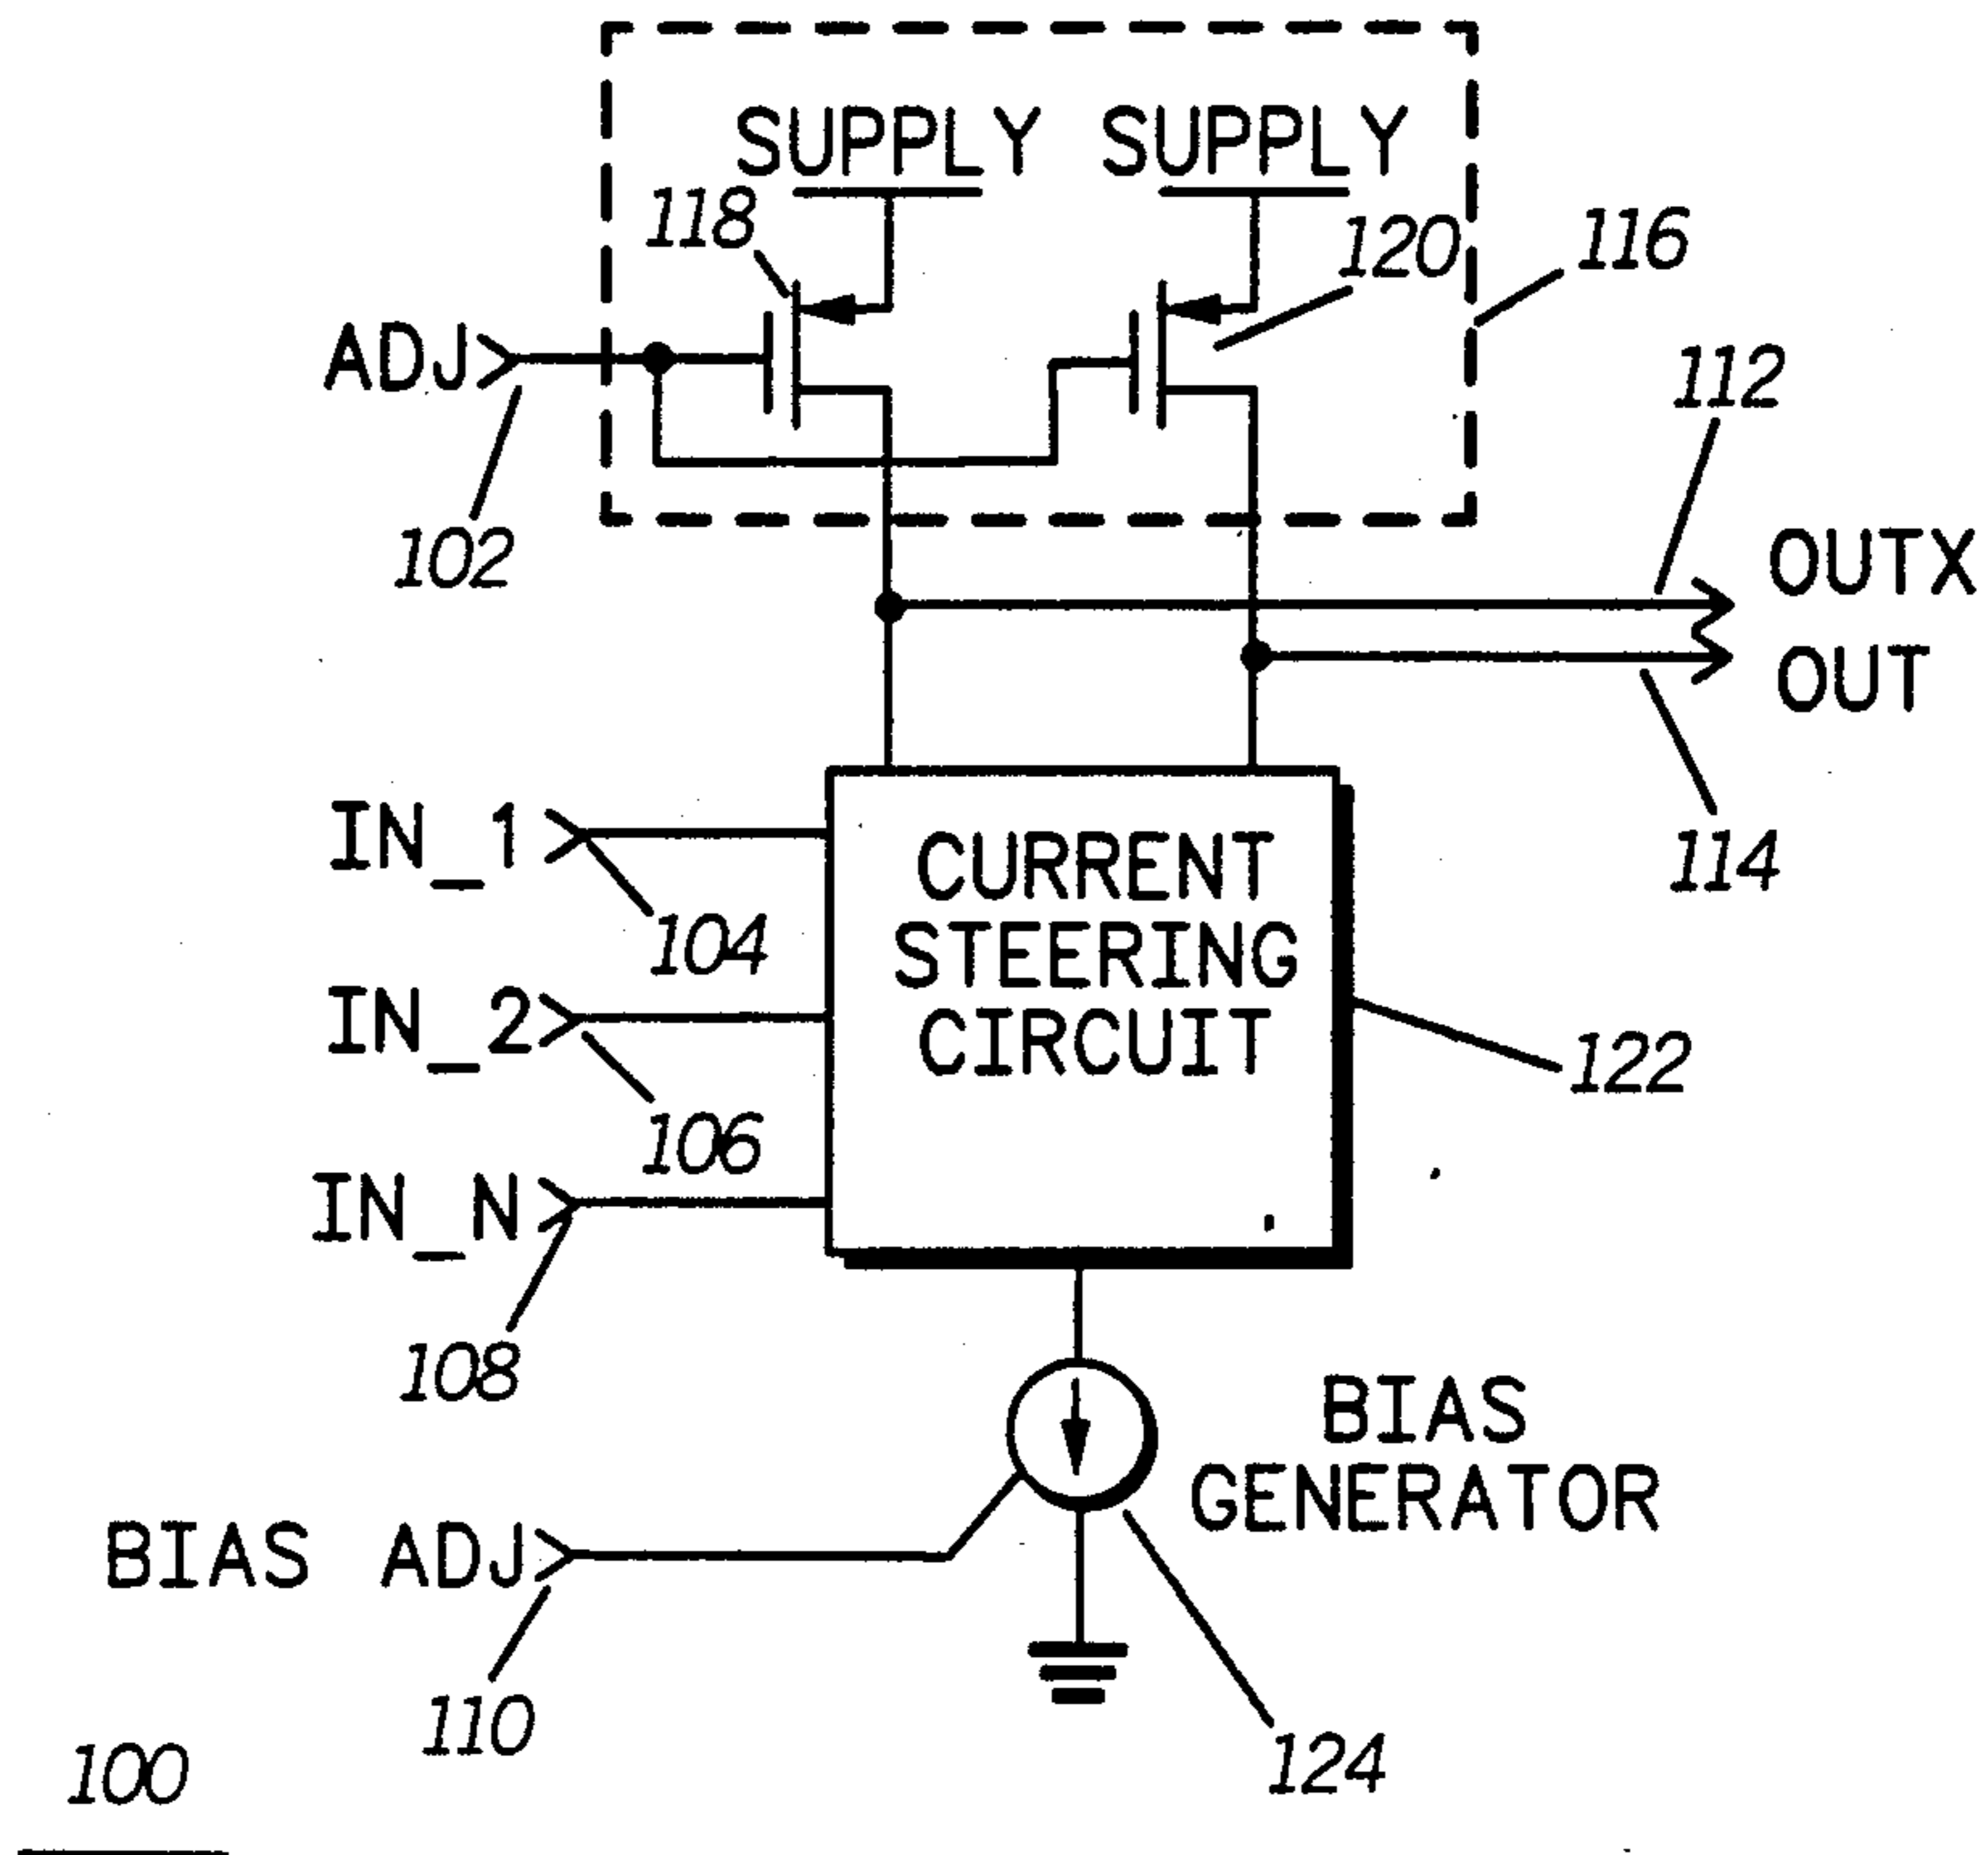 SUPPLY SUPPLY
118
120
116
ADJ
112
102
OUTX
OUT
114
IN_1
104
CURRENT
STEERING
CIRCUIT
IN_2
106
122
IN_N
108
BIAS
GENERATOR
BIAS ADJ
110
124
100